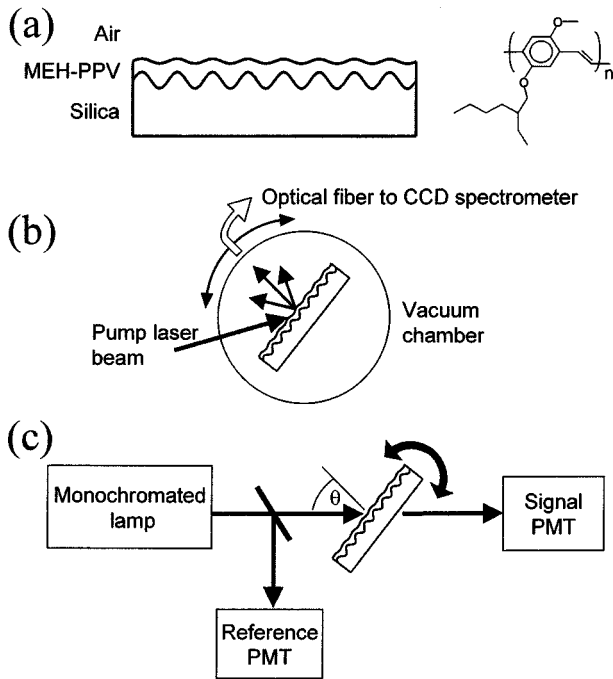 (a)
Air
MEH-PPV
Silica
O
O
n
(b)
Optical fiber to CCD spectrometer
Pump laser
beam
Vacuum
chamber
(c)
Monochromated
lamp
θ
Signal
PMT
Reference
PMT